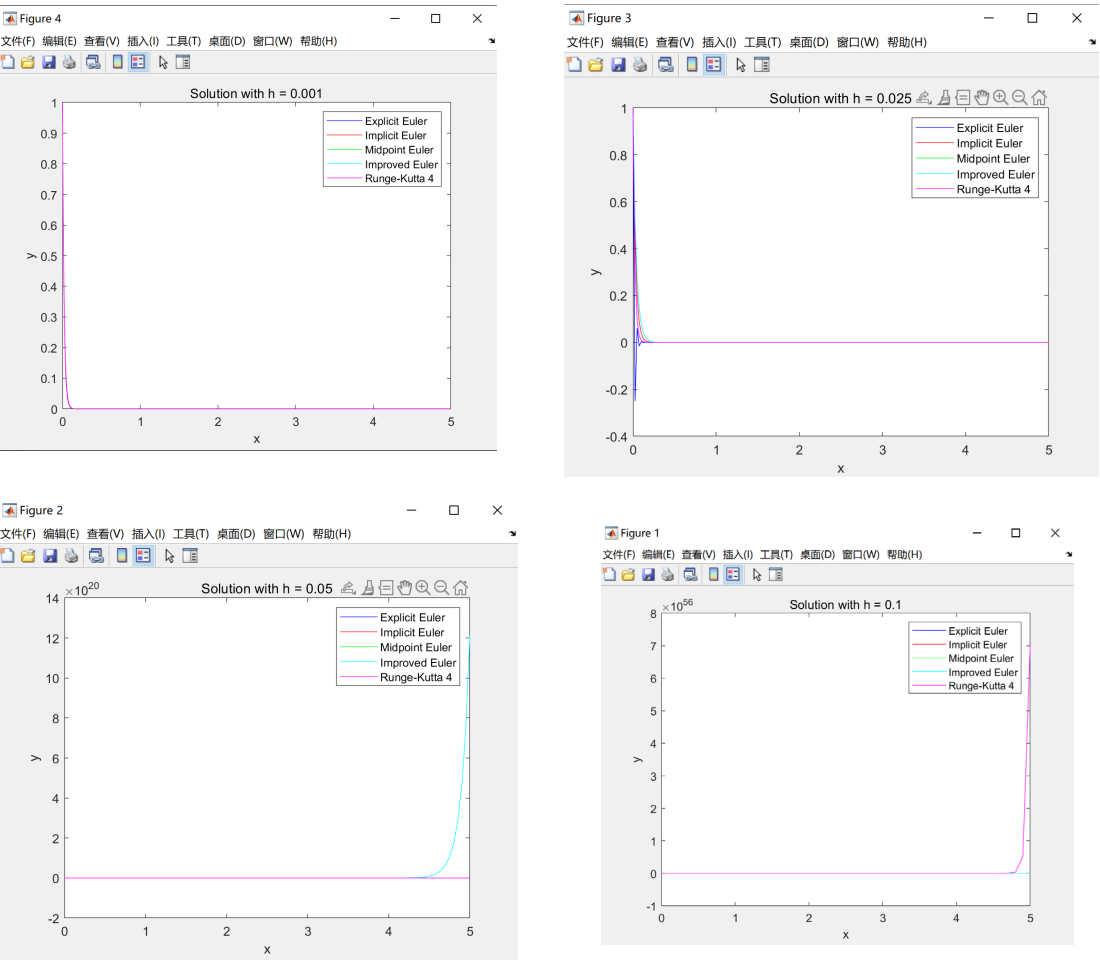 Figure 4
文件(F) 编辑(E) 查看(V) 插入(I) 工具(T) 桌面(D) 窗口(W) 帮助(H)
Solution with h = 0.001
Explicit Euler
Implicit Euler
Midpoint Euler
Improved Euler
Runge-Kutta 4
1
0.9
0.8
0.7
0.6
0.5
0.4
0.3
0.2
0.1
0
y
0 1 2 3 4 5
x
Figure 3
文件(F) 编辑(E) 查看(V) 插入(I) 工具(T) 桌面(D) 窗口(W) 帮助(H)
Solution with h = 0.025
Explicit Euler
Implicit Euler
Midpoint Euler
Improved Euler
Runge-Kutta 4
1
0.8
0.6
0.4
0.2
0
-0.2
-0.4
y
0 1 2 3 4 5
x
Figure 2
文件(F) 编辑(E) 查看(V) 插入(I) 工具(T) 桌面(D) 窗口(W) 帮助(H)
×10^20
Solution with h = 0.05
Explicit Euler
Implicit Euler
Midpoint Euler
Improved Euler
Runge-Kutta 4
14
12
10
8
6
4
2
0
-2
y
0 1 2 3 4 5
x
Figure 1
文件(F) 编辑(E) 查看(V) 插入(I) 工具(T) 桌面(D) 窗口(W) 帮助(H)
×10^56
Solution with h = 0.1
Explicit Euler
Implicit Euler
Midpoint Euler
Improved Euler
Runge-Kutta 4
8
7
6
5
4
3
2
1
0
-1
y
0 1 2 3 4 5
x